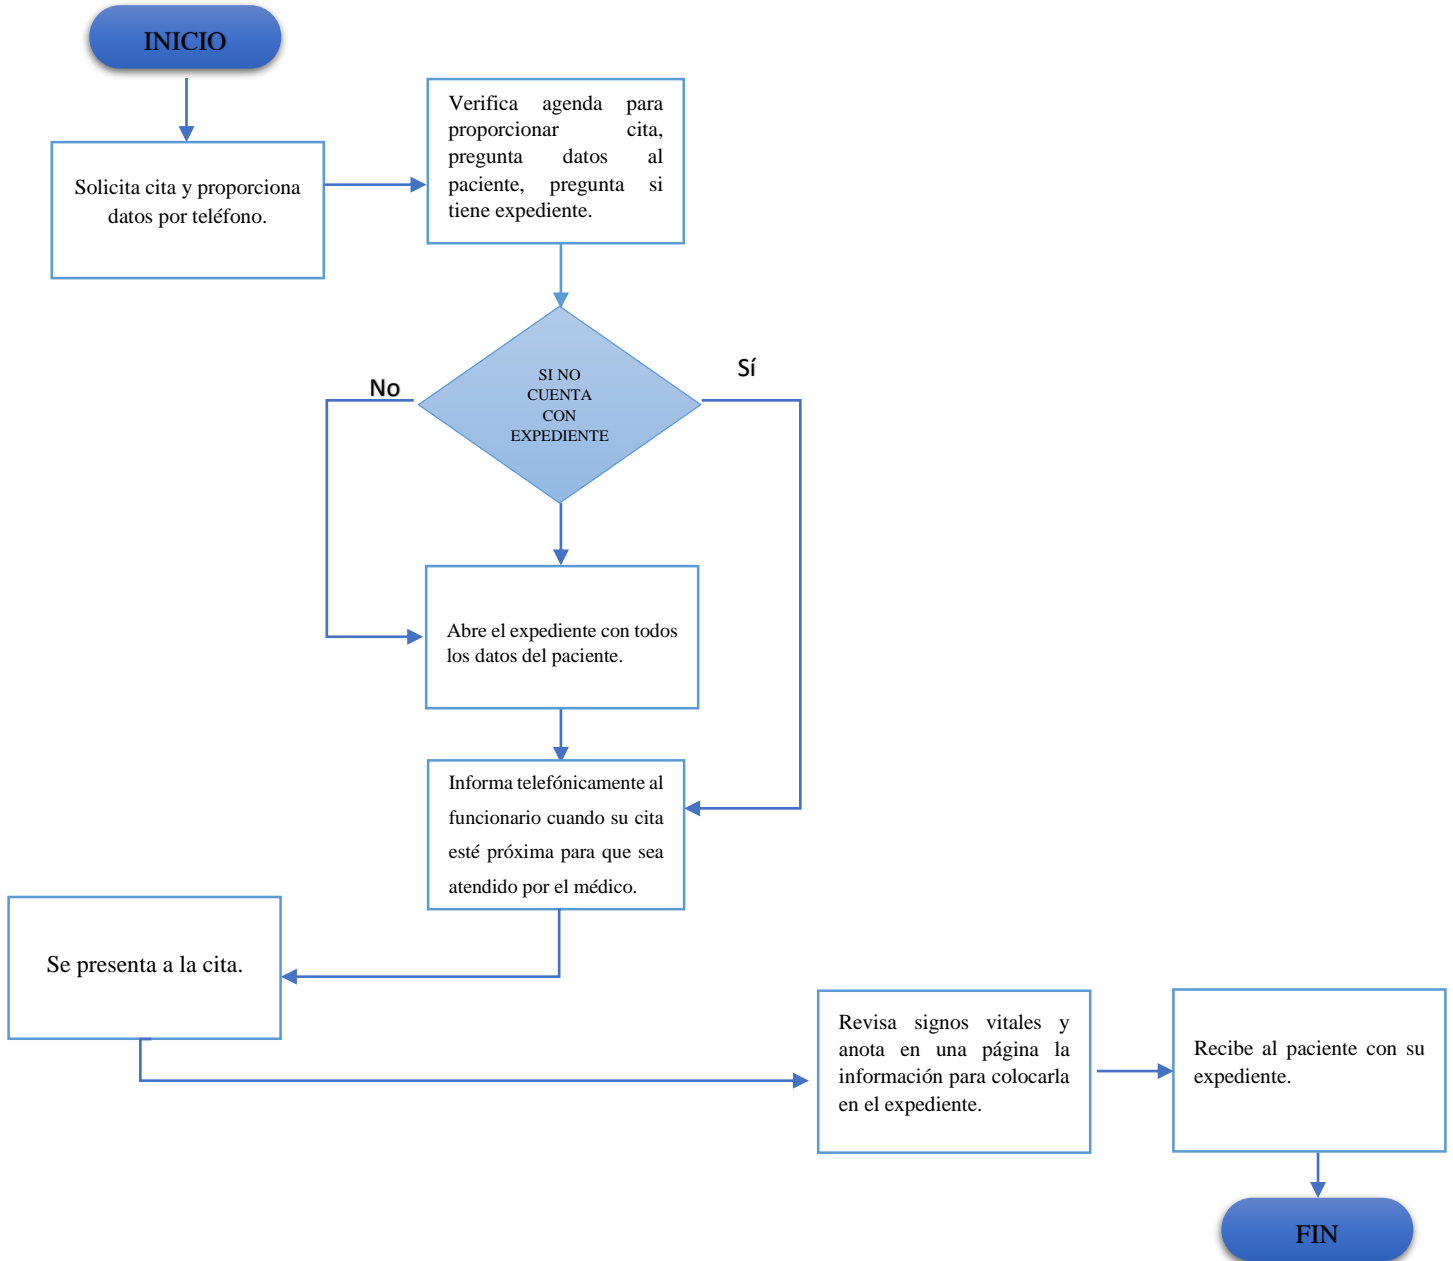 INICIO
Solicita cita y proporciona
datos por teléfono.
Verifica agenda para
proporcionar cita,
pregunta datos al
paciente, pregunta si
tiene expediente.
SI NO
CUENTA
CON
EXPEDIENTE
No
Sí
Abre el expediente con todos
los datos del paciente.
Informa telefónicamente al
funcionario cuando su cita
esté próxima para que sea
atendido por el médico.
Se presenta a la cita.
Revisa signos vitales y
anota en una página la
información para colocarla
en el expediente.
Recibe al paciente con su
expediente.
FIN